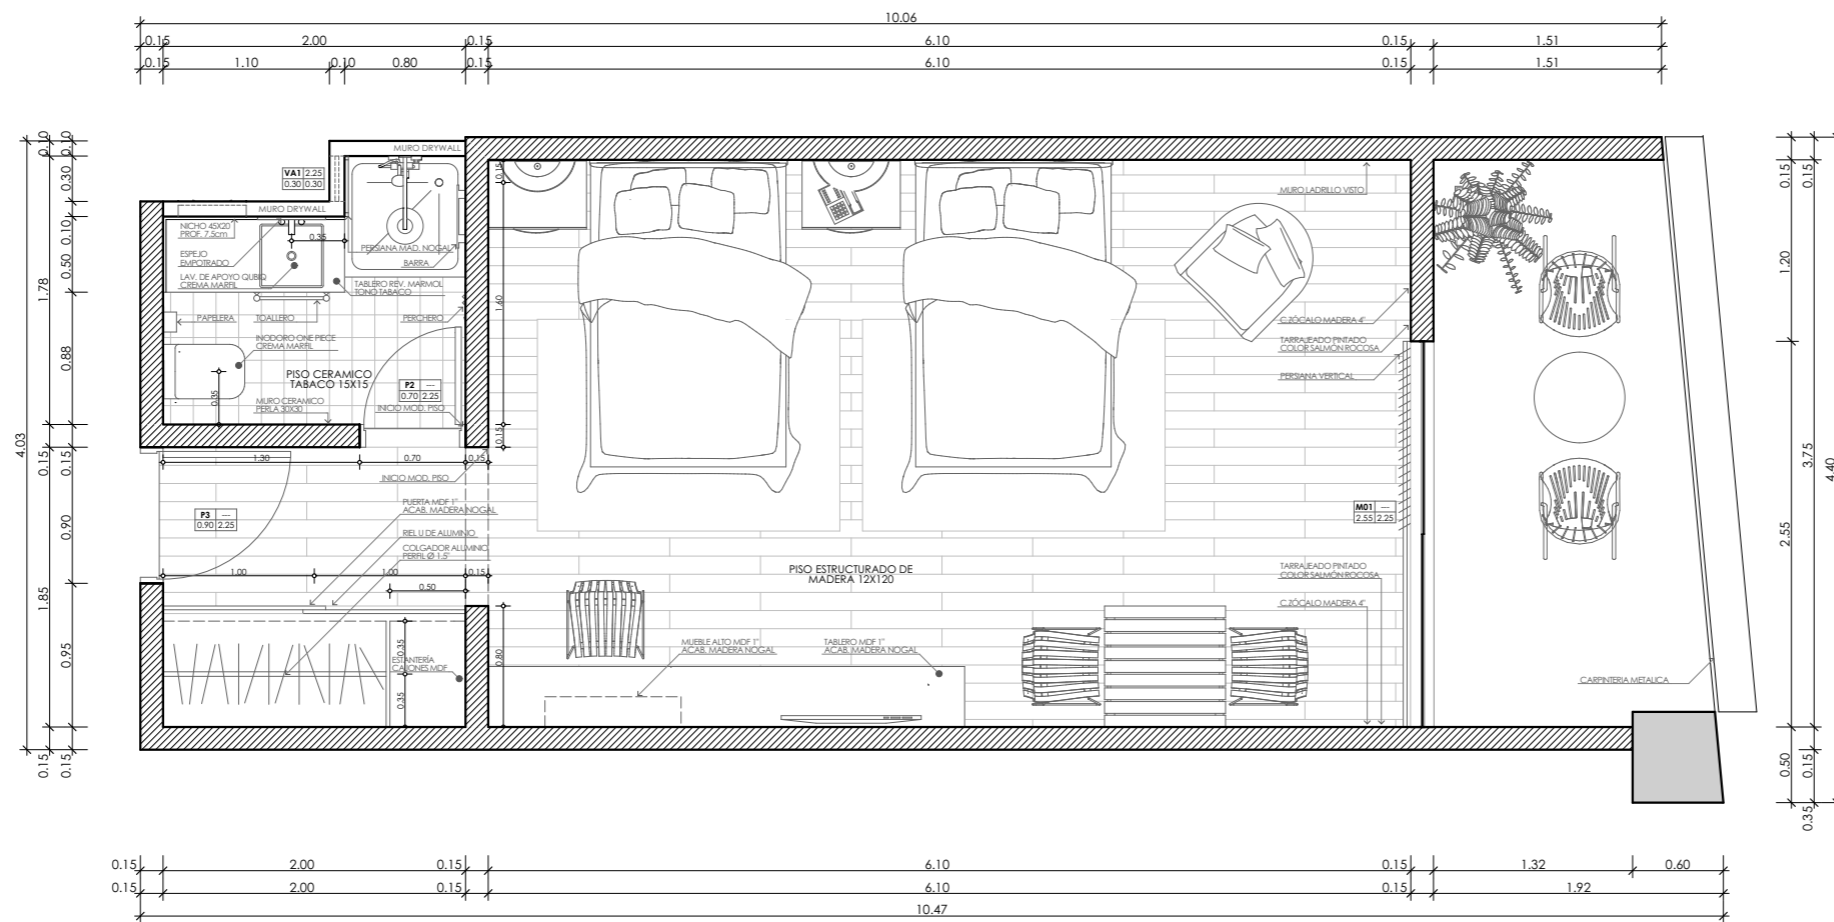 10.06
0.15 2.00 0.15 6.10 0.15 1.51
0.15 1.10 0.10 0.80 0.15 6.10 0.15 1.51
4.03
0.10 1.78 0.15 1.85 0.15
0.10 0.30 0.10 0.50 0.88 0.15 0.90 0.95 0.15
MURO DRYWALL
VA1 2.25
0.30 0.30
MURO DRYWALL
NICHO 45X20
PROF. 7.5cm
0.35
PERSIANA MAD. NOGAL
BARRA
ESPEJO
EMPOTRADO
LAV. DE APOYO QUBIQ
CREMA MARFIL
TABLERO REV. MARMOL
TONO TABACO
PAPELERA
TOALLERO
PERCHERO
INODORO ONE PIECE
CREMA MARFIL
PISO CERAMICO
TABACO 15X15
P2 ---
0.70 2.25
0.35
MURO CERAMICO
PERLA 30X30
INICIO MOD. PISO
1.30 0.70 0.15
INICIO MOD. PISO
P3 ---
0.90 2.25
PUERTA MDF 1"
ACAB. MADERA NOGAL
RIEL U DE ALUMINIO
COLGADOR ALUMINIO
PERFIL Ø 1.5"
1.00 1.00 0.15
0.50
0.35
ESTANTERÍA
CAJONES MDF
0.35
0.15
1.60
0.15
0.80
MURO LADRILLO VISTO
C.ZÓCALO MADERA 4"
TARRAJEADO PINTADO
COLOR SALMÓN ROCOSA
PERSIANA VERTICAL
M01 ---
2.55 2.25
PISO ESTRUCTURADO DE
MADERA 12X120
TARRAJEADO PINTADO
COLOR SALMÓN ROCOSA
C.ZÓCALO MADERA 4"
MUEBLE ALTO MDF 1"
ACAB. MADERA NOGAL
TABLERO MDF 1"
ACAB. MADERA NOGAL
CARPINTERIA METALICA
0.15 1.20 2.55 0.50
0.15 3.75 0.15 0.35
4.40
0.15 2.00 0.15 6.10 0.15 1.32 0.60
0.15 2.00 0.15 6.10 0.15 1.92
10.47